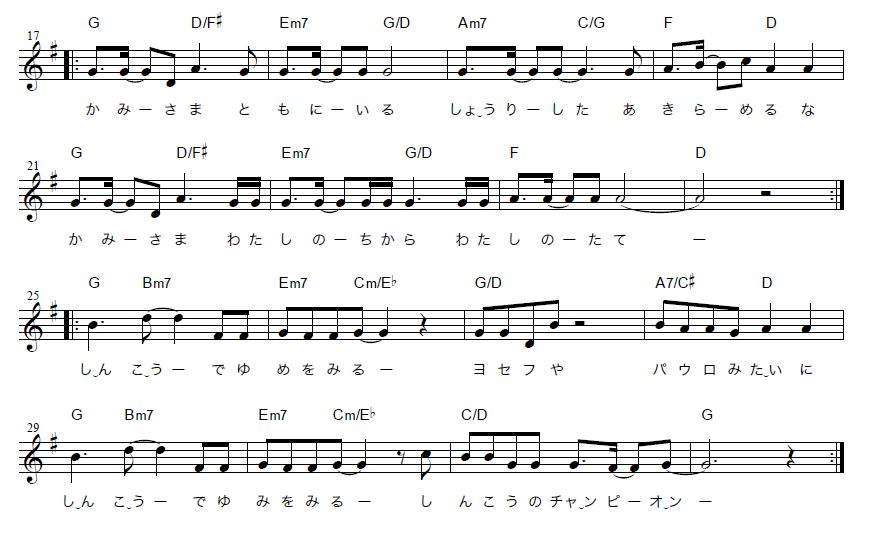 G D/F♯ Em7 G/D Am7 C/G F D
17
か みーさ ま と も にーい る しょうりーし た あ き らーめ る な
G D/F♯ Em7 G/D F D
21
か みーさ ま わ た し のーち か ら わ た し のーた て ー
G Bm7 Em7 Cm/E♭ G/D A7/C♯ D
25
しん こうー で ゆ め を み る ー ヨ セ フ や パ ウ ロ み たい に
G Bm7 Em7 Cm/E♭ C/D G
29
しん こうー で ゆ み を み る ー し ん こ う の チャン ピ ー オン ー